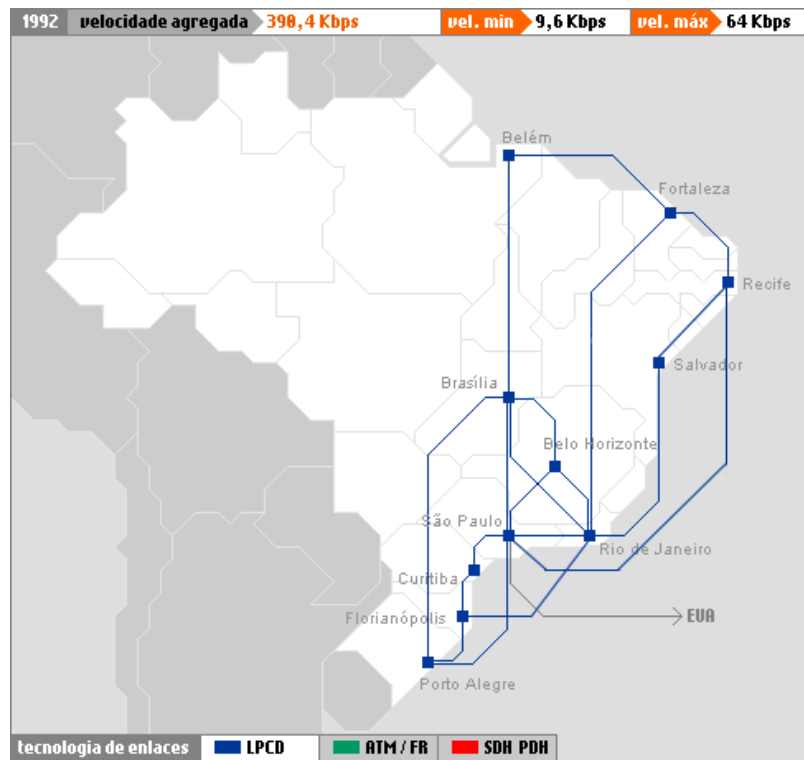 1992 velocidade agregada 390,4 Kbps vel. min 9,6 Kbps vel. máx 64 Kbps
Belém
Fortaleza
Recife
Salvador
Brasília
Belo Horizonte
São Paulo
Rio de Janeiro
Curitiba
Florianópolis
EUA
Porto Alegre
tecnologia de enlaces LPCD ATM / FR SDH PDH